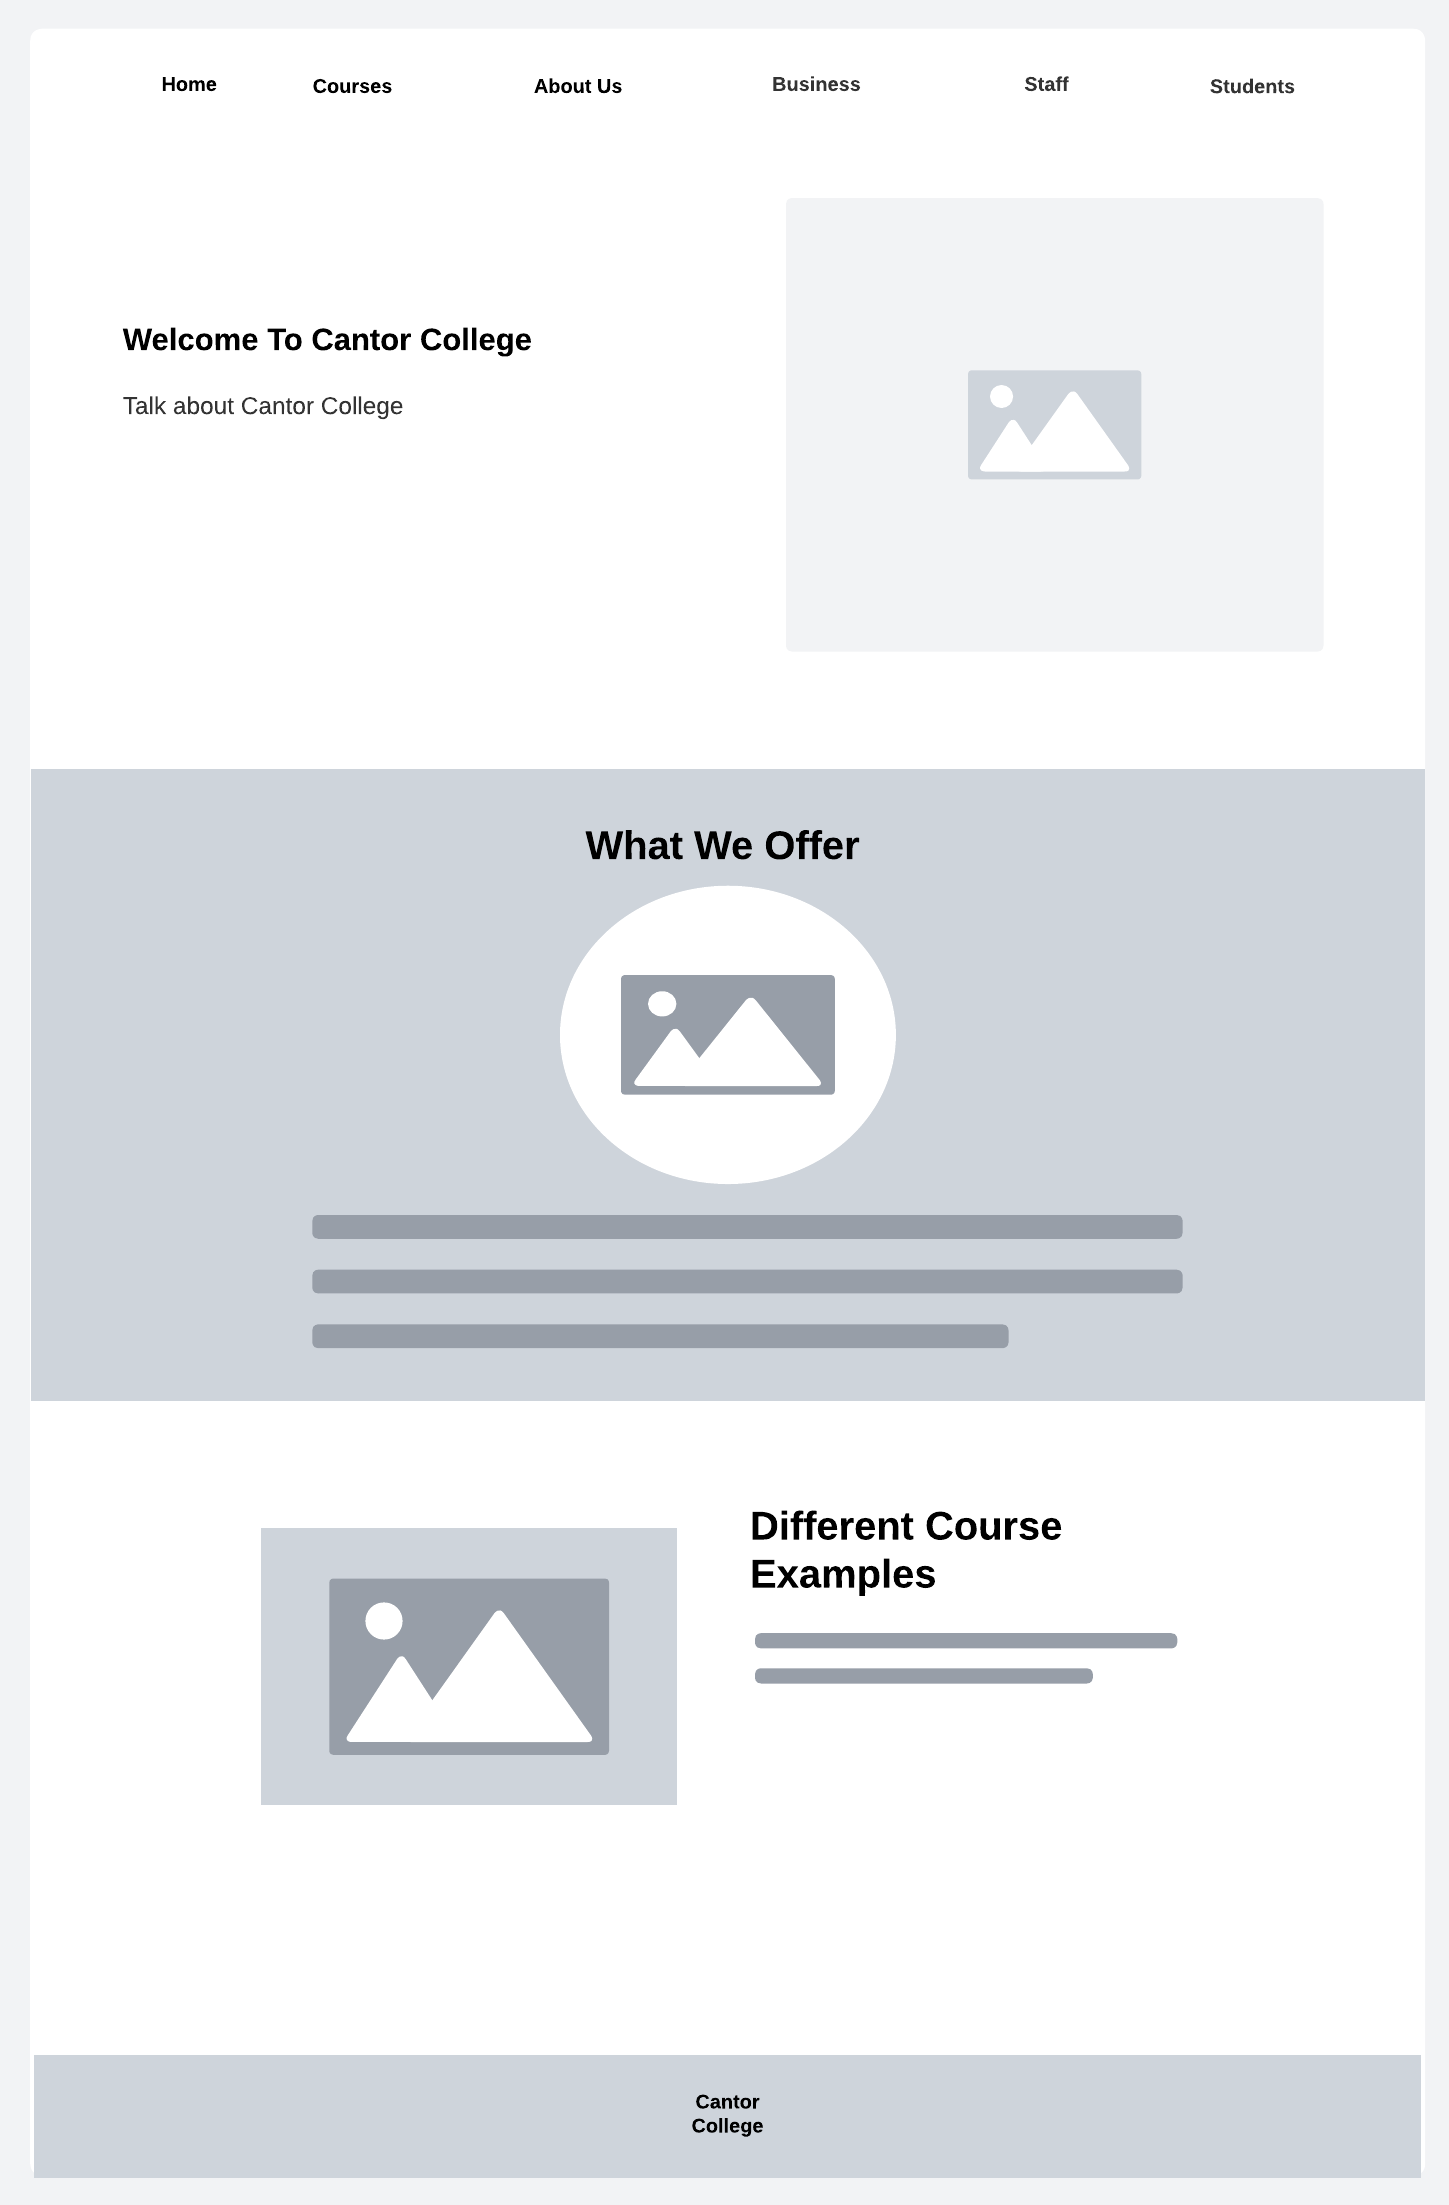 Home Courses About Us Business Staff Students
Welcome To Cantor College
Talk about Cantor College
What We Offer
Different Course
Examples
Cantor
College